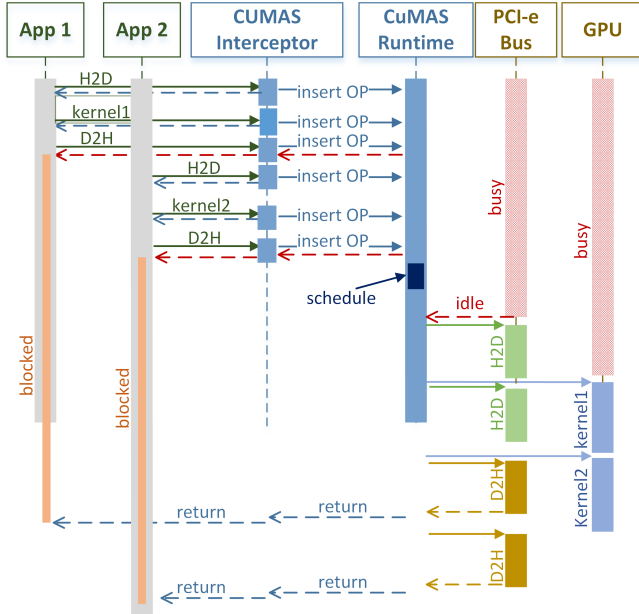 App 1
App 2
CUMAS
Interceptor
CuMAS
Runtime
PCI-e
Bus
GPU
H2D
insert OP
kernel1
insert OP
D2H
insert OP
H2D
insert OP
busy
kernel2
insert OP
busy
D2H
insert OP
schedule
idle
blocked
H2D
blocked
H2D
kernel1
D2H
Kernel2
return
return
D2H
return
return